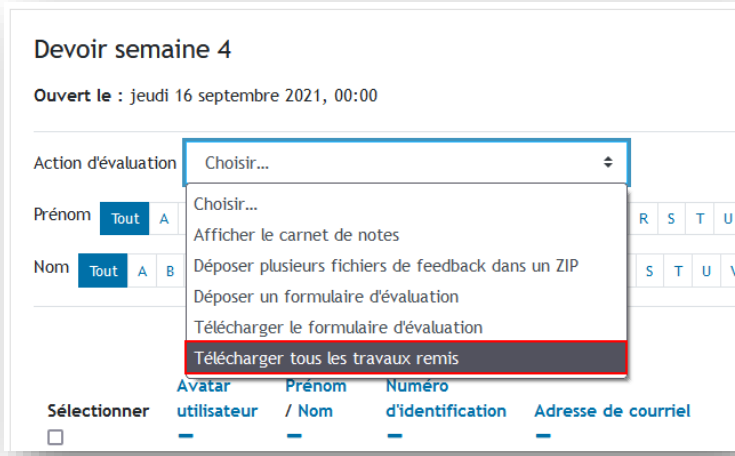 Devoir semaine 4
Ouvert le : jeudi 16 septembre 2021, 00:00
Action d'évaluation Choisir...
Choisir...
Prénom Tout A R S T U
Afficher le carnet de notes
Nom Tout A B S T U V
Déposer plusieurs fichiers de feedback dans un ZIP
Déposer un formulaire d'évaluation
Télécharger le formulaire d'évaluation
Télécharger tous les travaux remis
Sélectionner
Avatar
utilisateur
Prénom
/ Nom
Numéro
d'identification
Adresse de courriel